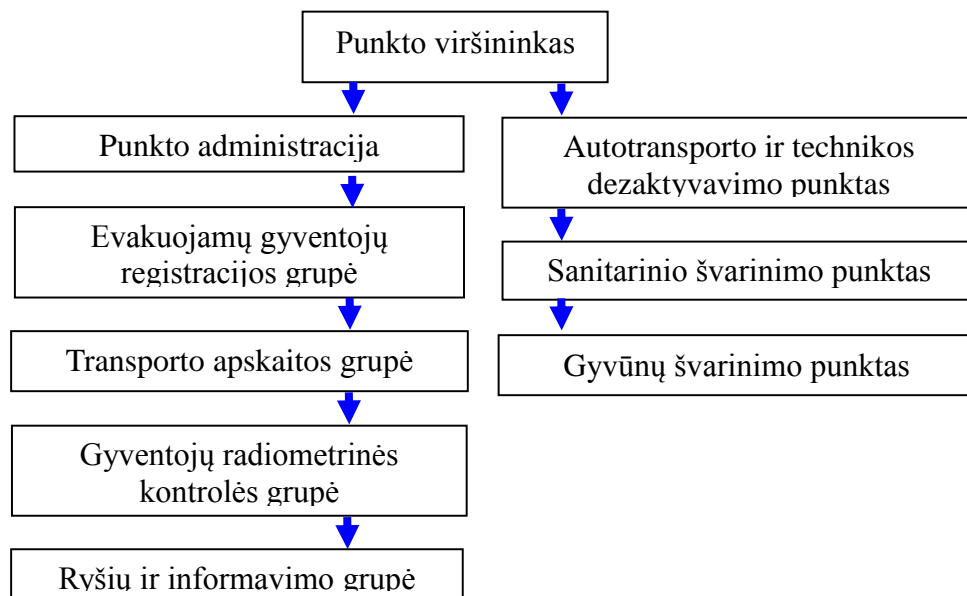 Punkto viršininkas
Punkto administracija
Evakuojamų gyventojų
registracijos grupė
Transporto apskaitos grupė
Gyventojų radiometrinės
kontrolės grupė
Ryšių ir informavimo grupė
Autotransporto ir technikos
dezaktyvavimo punktas
Sanitarinio švarinimo punktas
Gyvūnų švarinimo punktas